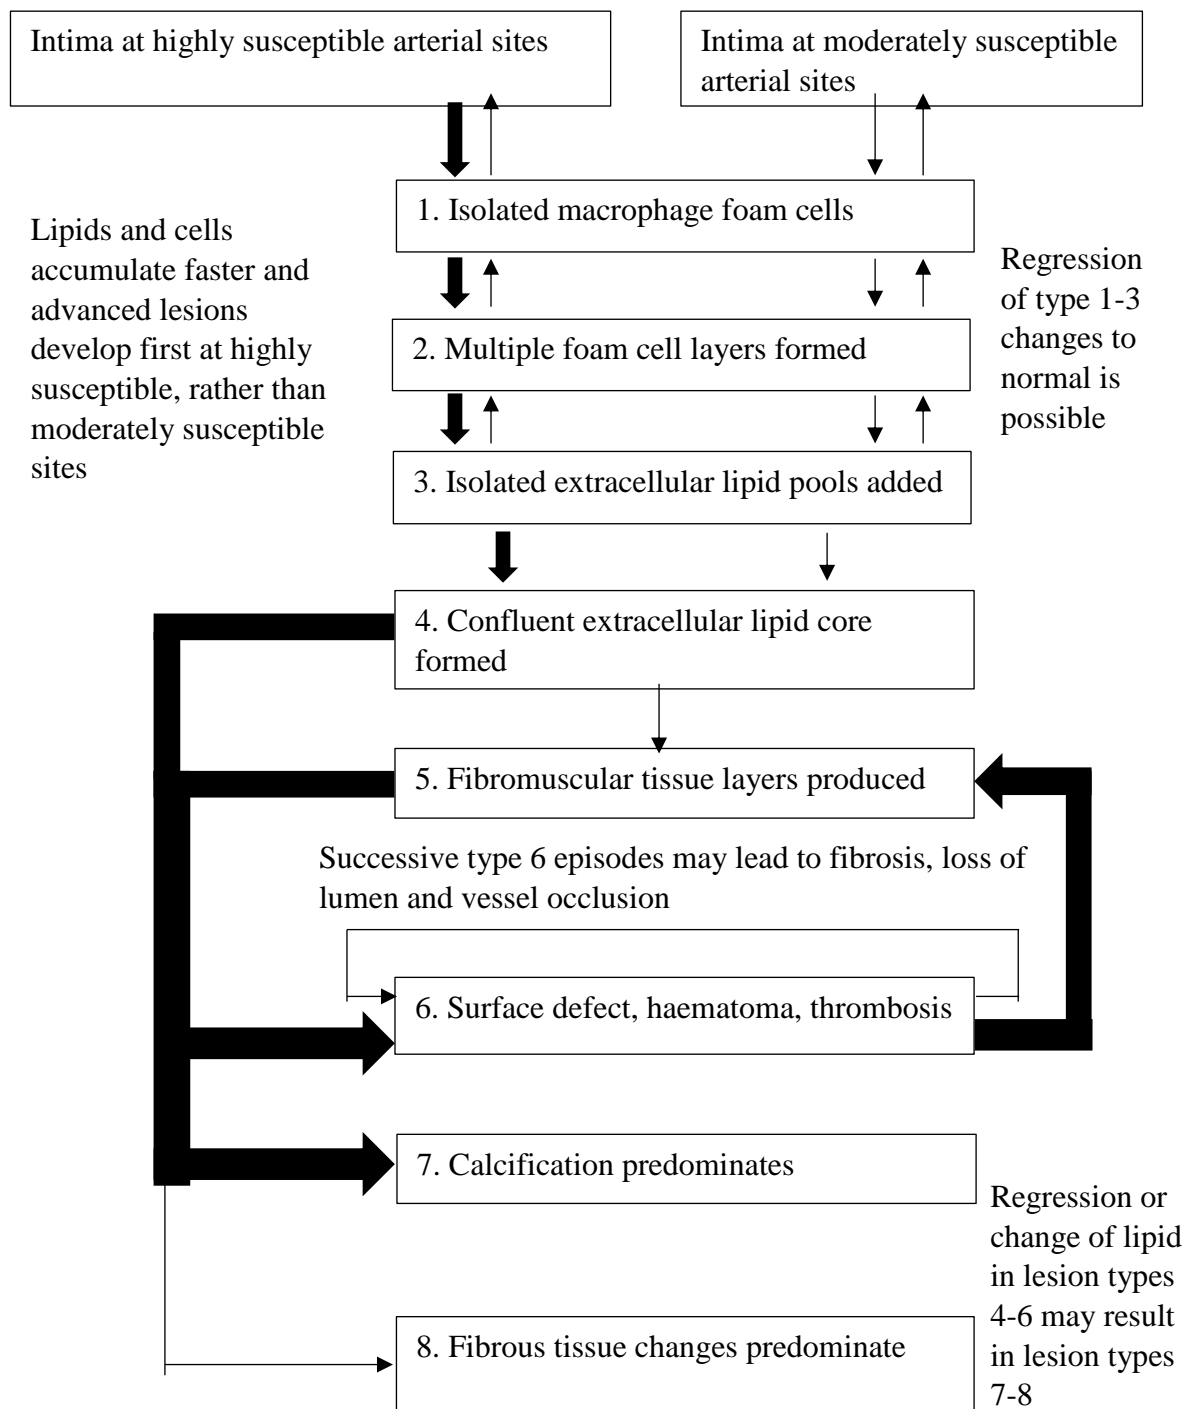 Intima at highly susceptible arterial sites
Intima at moderately susceptible
arterial sites
1. Isolated macrophage foam cells
Lipids and cells
accumulate faster and
advanced lesions
develop first at highly
susceptible, rather than
moderately susceptible
sites
Regression
of type 1-3
changes to
normal is
possible
2. Multiple foam cell layers formed
3. Isolated extracellular lipid pools added
4. Confluent extracellular lipid core
formed
5. Fibromuscular tissue layers produced
Successive type 6 episodes may lead to fibrosis, loss of
lumen and vessel occlusion
6. Surface defect, haematoma, thrombosis
7. Calcification predominates
Regression or
change of lipid
in lesion types
4-6 may result
in lesion types
7-8
8. Fibrous tissue changes predominate